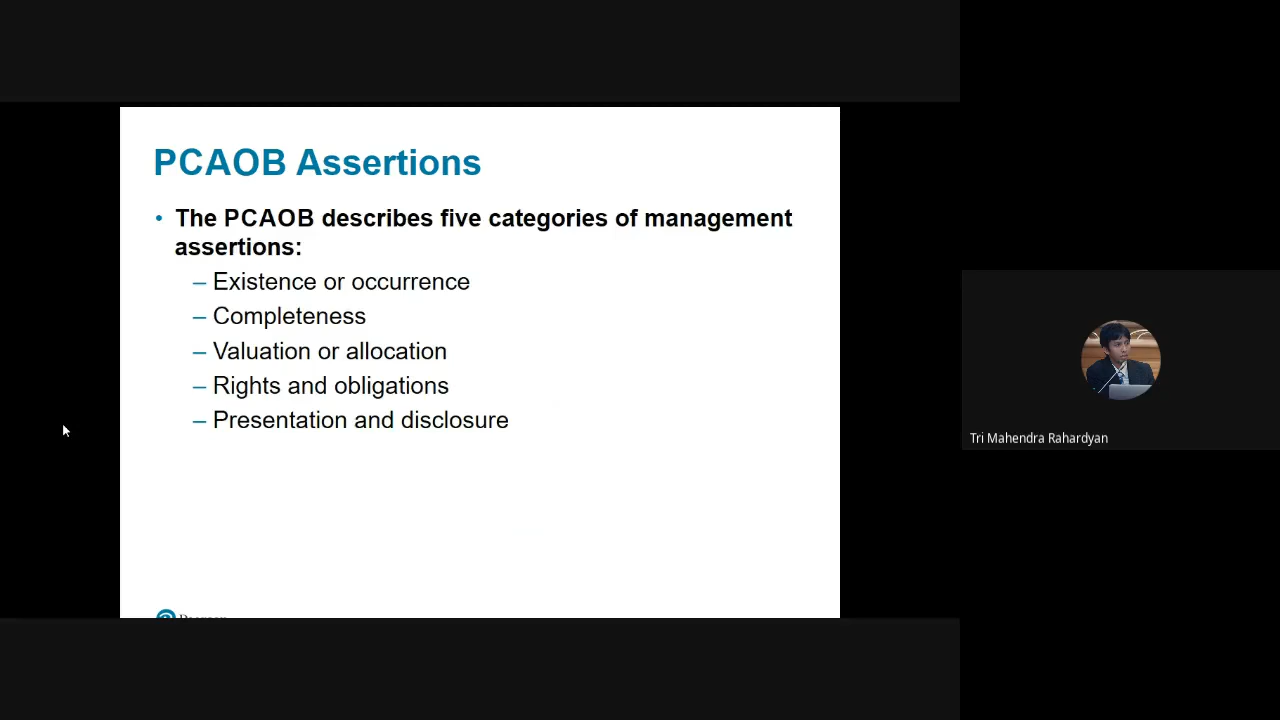 PCAOB Assertions
• The PCAOB describes five categories of management
assertions:
– Existence or occurrence
– Completeness
– Valuation or allocation
– Rights and obligations
– Presentation and disclosure
Tri Mahendra Rahardyan